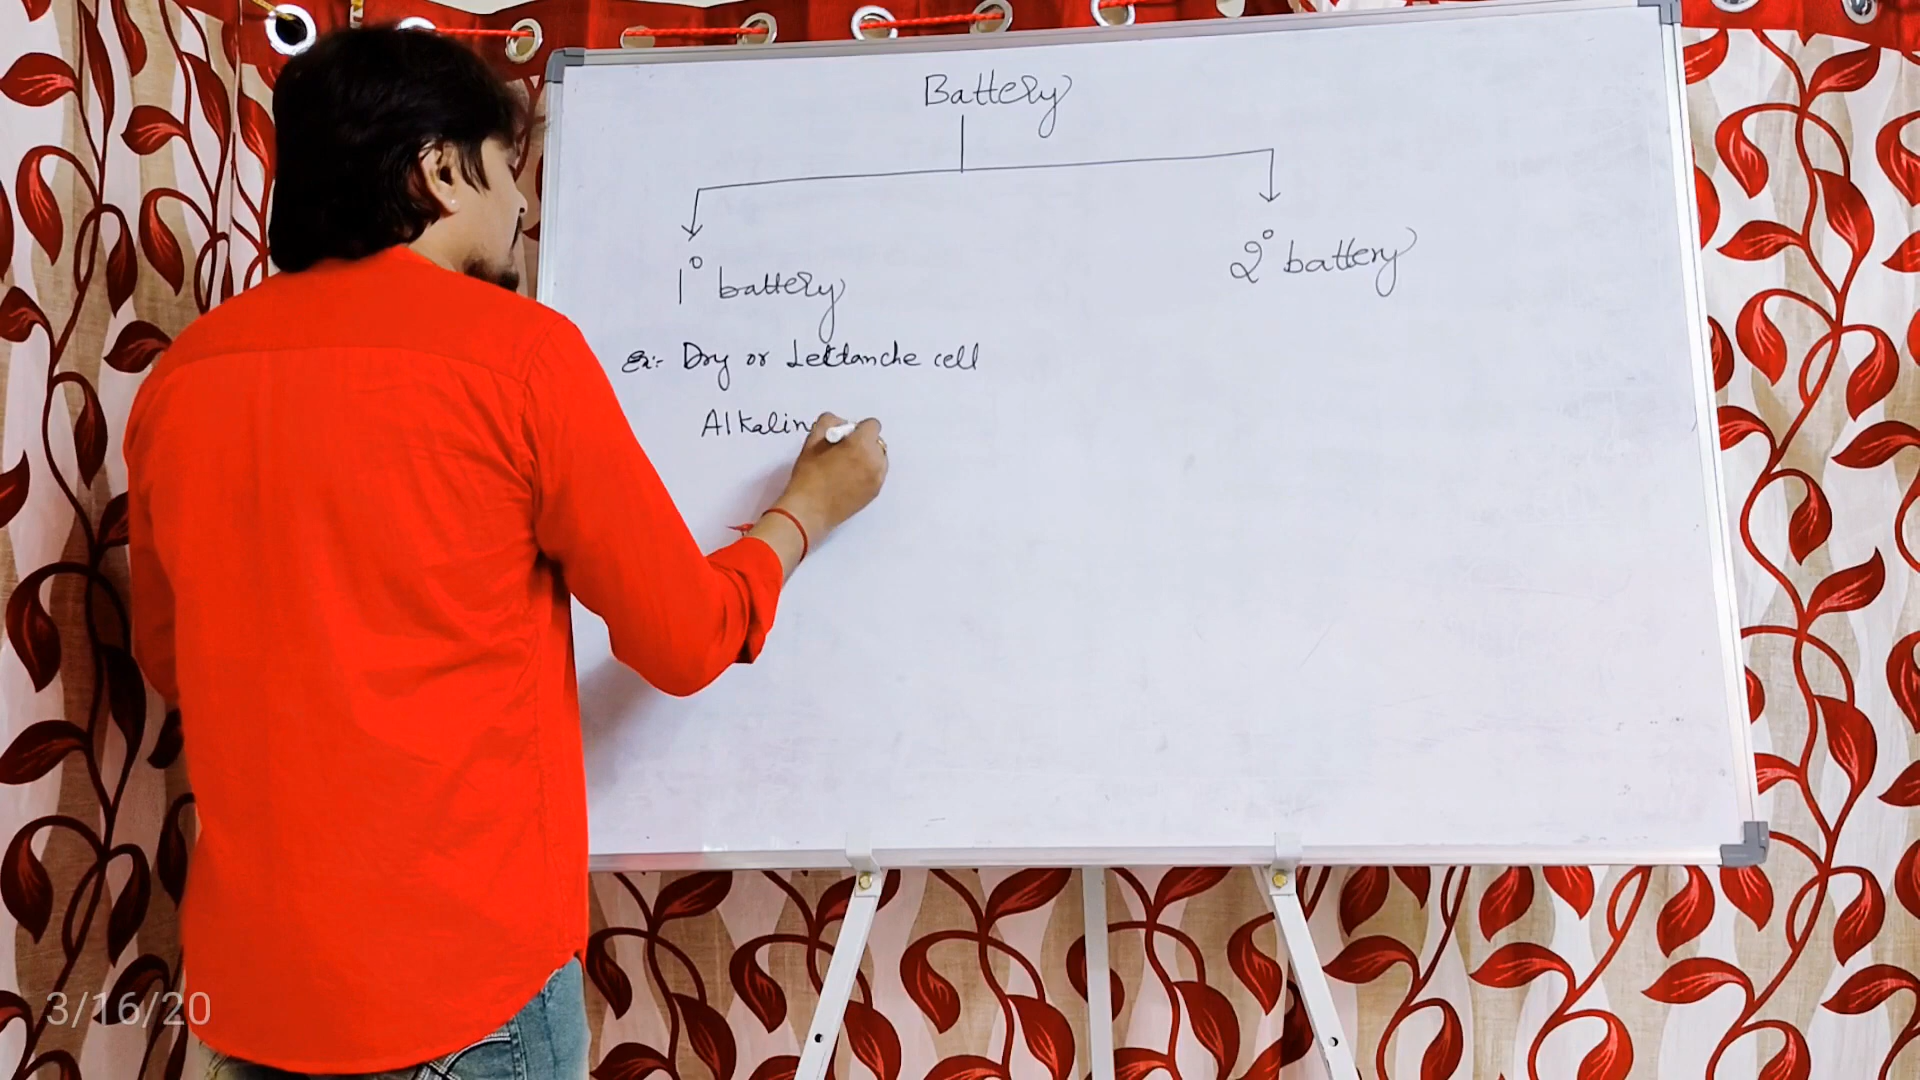 Battery
1° battery
2° battery
Ex:- Dry or Leclanche cell
Alkalin
3/16/20